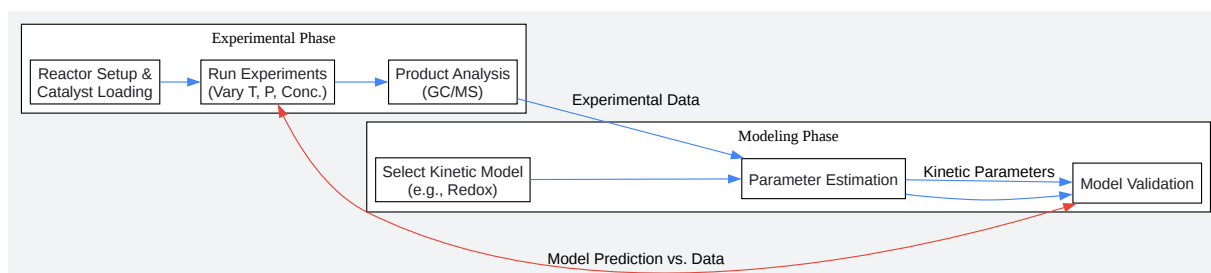 Experimental Phase
Reactor Setup &
Catalyst Loading
Run Experiments
(Vary T, P, Conc.)
Product Analysis
(GC/MS)
Experimental Data
Modeling Phase
Select Kinetic Model
(e.g., Redox)
Parameter Estimation
Kinetic Parameters
Model Validation
Model Prediction vs. Data